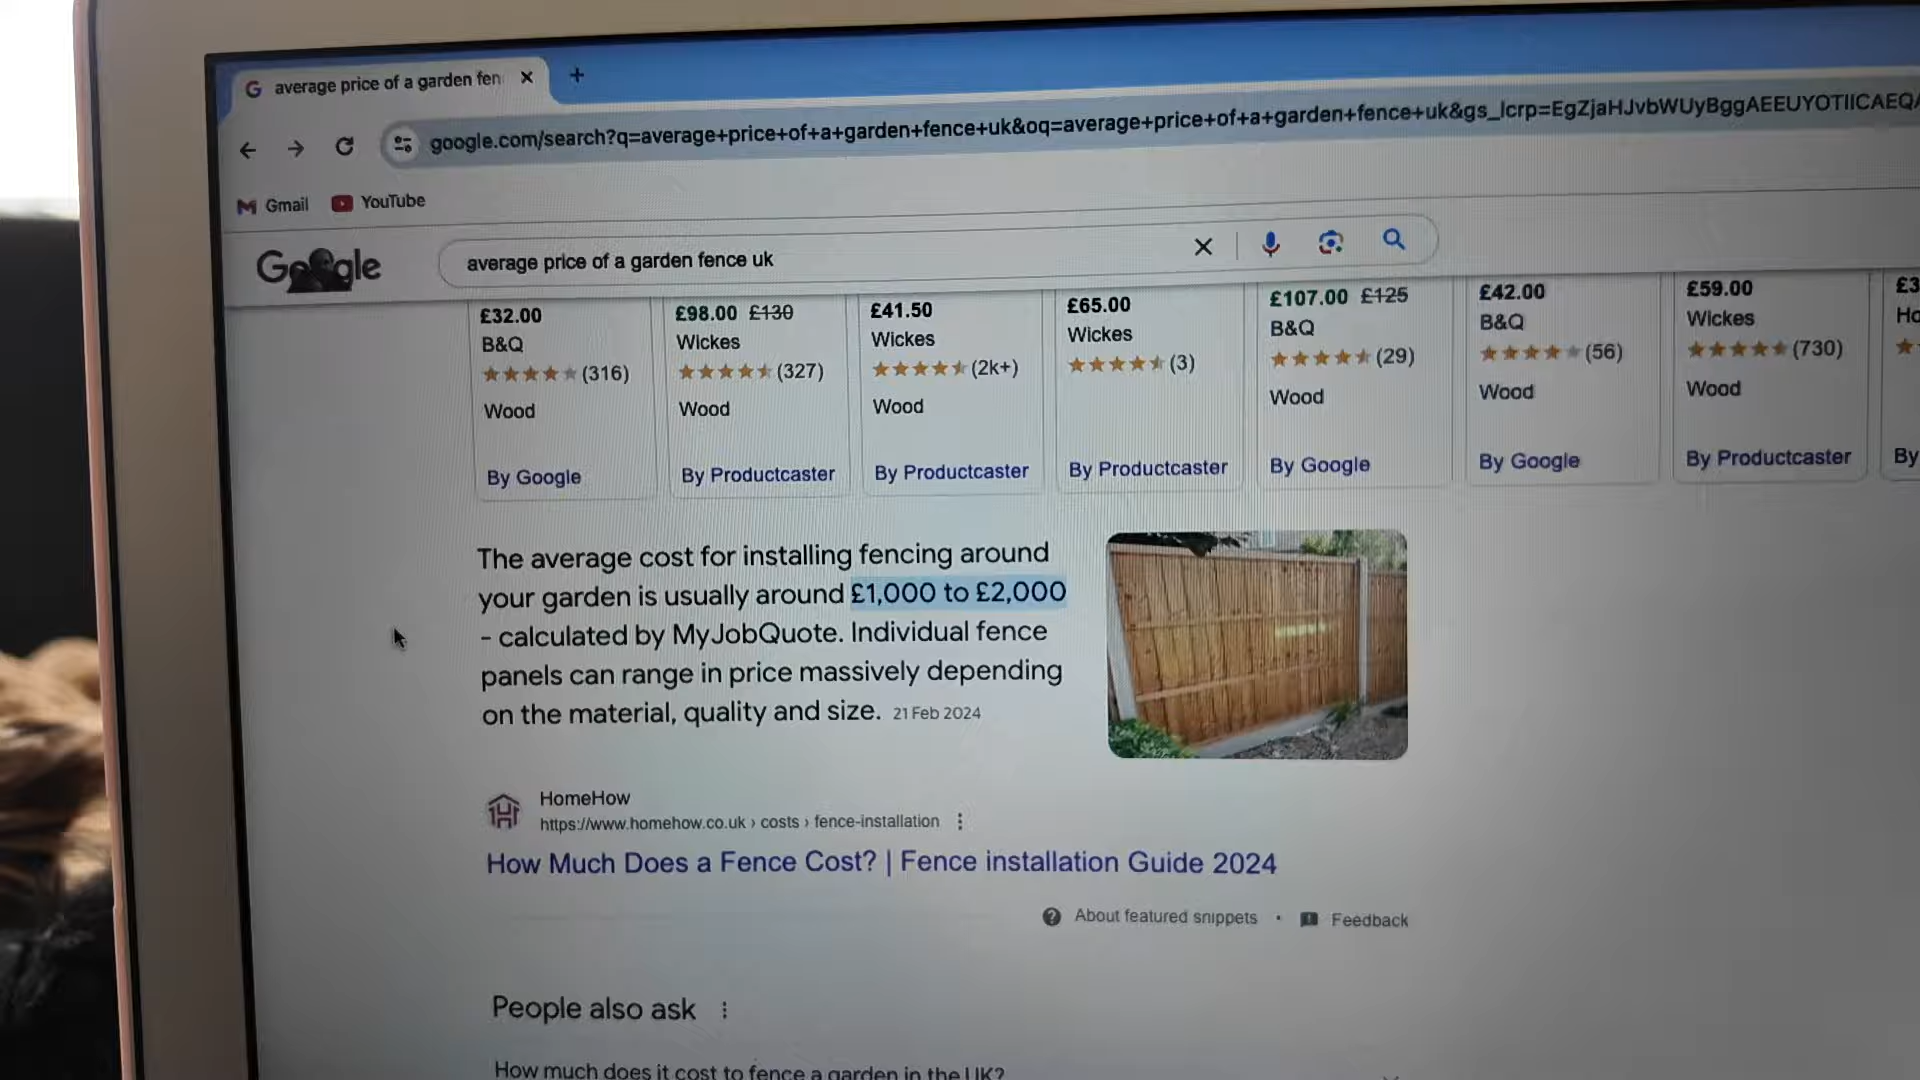 average price of a garden fen
google.com/search?q=average+price+of+a+garden+fence+uk&oq=average+price+of+a+garden+fence+uk&gs_lcrp=EgZjaHJvbWUyBggAEEUYOTIICAEQA
Gmail YouTube
Google
average price of a garden fence uk
£32.00 £98.00 £130 £41.50 £65.00 £107.00 £125 £42.00 £59.00 £3
B&Q Wickes Wickes Wickes B&Q B&Q Wickes Ho
(316) (327) (2k+) (3) (29) (56) (730)
Wood Wood Wood Wood Wood Wood
By Google By Productcaster By Productcaster By Productcaster By Google By Google By Productcaster By
The average cost for installing fencing around
your garden is usually around £1,000 to £2,000
- calculated by MyJobQuote. Individual fence
panels can range in price massively depending
on the material, quality and size. 21 Feb 2024
HomeHow
https://www.homehow.co.uk › costs › fence-installation
How Much Does a Fence Cost? | Fence installation Guide 2024
About featured snippets • Feedback
People also ask
How much does it cost to fence a garden in the UK?